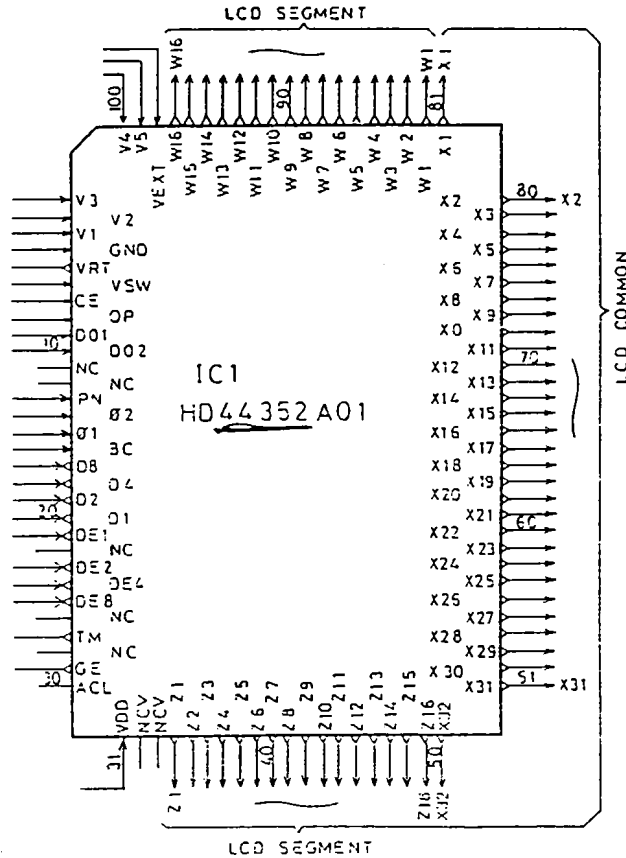 LCD SEGMENT
W16
W1
X1
100
90
81
V4
V5
VEXT
W16
W15
W14
W13
W12
W11
W10
W9
W8
W7
W6
W5
W4
W3
W2
W1
X1
V3
V2
V1
GND
VRT
VSW
CE
OP
DO1
10
DO2
NC
NC
PN
Ø2
Ø1
BC
D8
D4
D2
20
D1
DE1
NC
DE2
DE4
DE8
NC
TM
NC
GE
30
ACL
IC1
HD44352A01
X2
80
X2
X3
X4
X5
X6
X7
X8
X9
X0
X11
X12
70
X13
X14
X15
X16
X17
X18
X19
X20
X21
X22
60
X23
X24
X25
X26
X27
X28
X29
X30
X31
51
X31
LCD COMMON
VDD
NCV
NCV
Z1
Z2
Z3
Z4
Z5
Z6
Z7
Z8
Z9
Z10
Z11
Z12
Z13
Z14
Z15
Z16
X32
31
40
50
Z1
Z16
X32
LCD SEGMENT